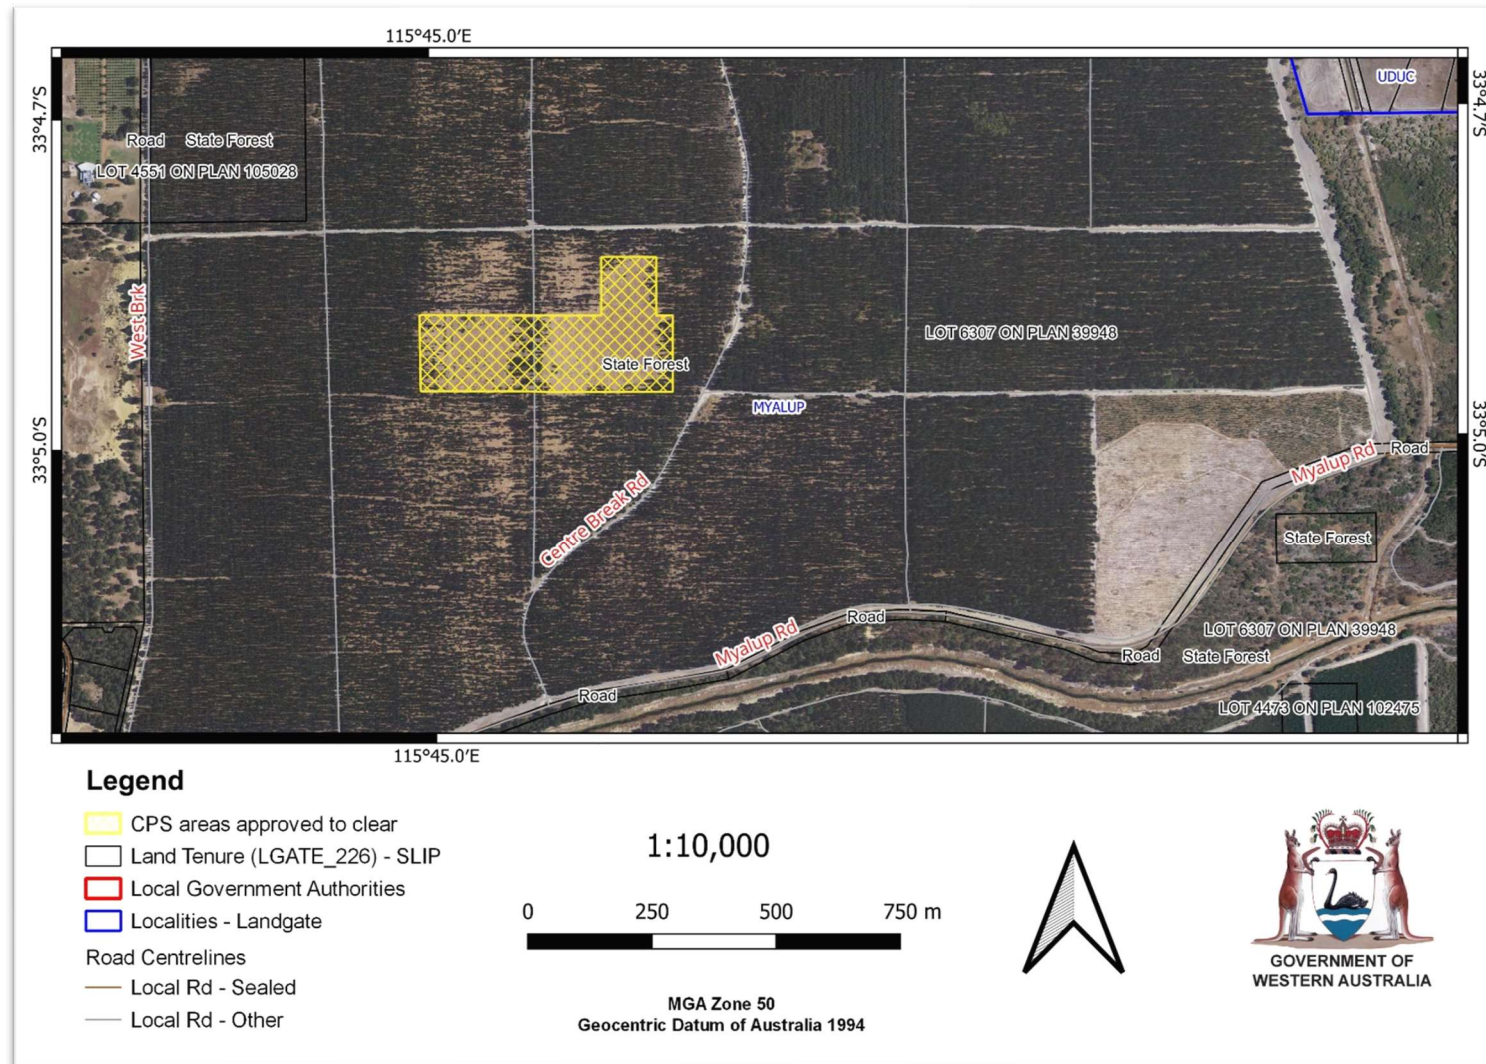 115°45.0'E
33°4.7'S
33°4.7'S
UDUC
Road
State Forest
LOT 4551 ON PLAN 105028
West Brk
LOT 6307 ON PLAN 39948
State Forest
MYALUP
33°5.0'S
33°5.0'S
Myalup Rd
Road
Centre Break Rd
State Forest
Road
Myalup Rd
LOT 6307 ON PLAN 39948
Road
State Forest
Road
LOT 4473 ON PLAN 102475
115°45.0'E
Legend
CPS areas approved to clear
Land Tenure (LGATE_226) - SLIP
Local Government Authorities
Localities - Landgate
Road Centrelines
Local Rd - Sealed
Local Rd - Other
1:10,000
0 250 500 750 m
MGA Zone 50
Geocentric Datum of Australia 1994
GOVERNMENT OF
WESTERN AUSTRALIA